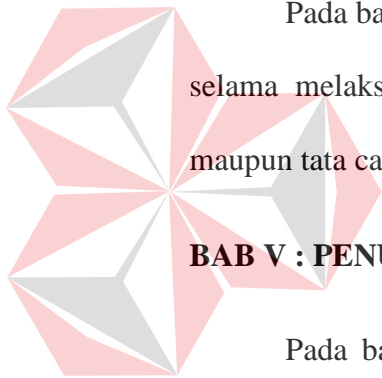 Pada ba
selama melaks
maupun tata ca
BAB V : PENU
Pada ba